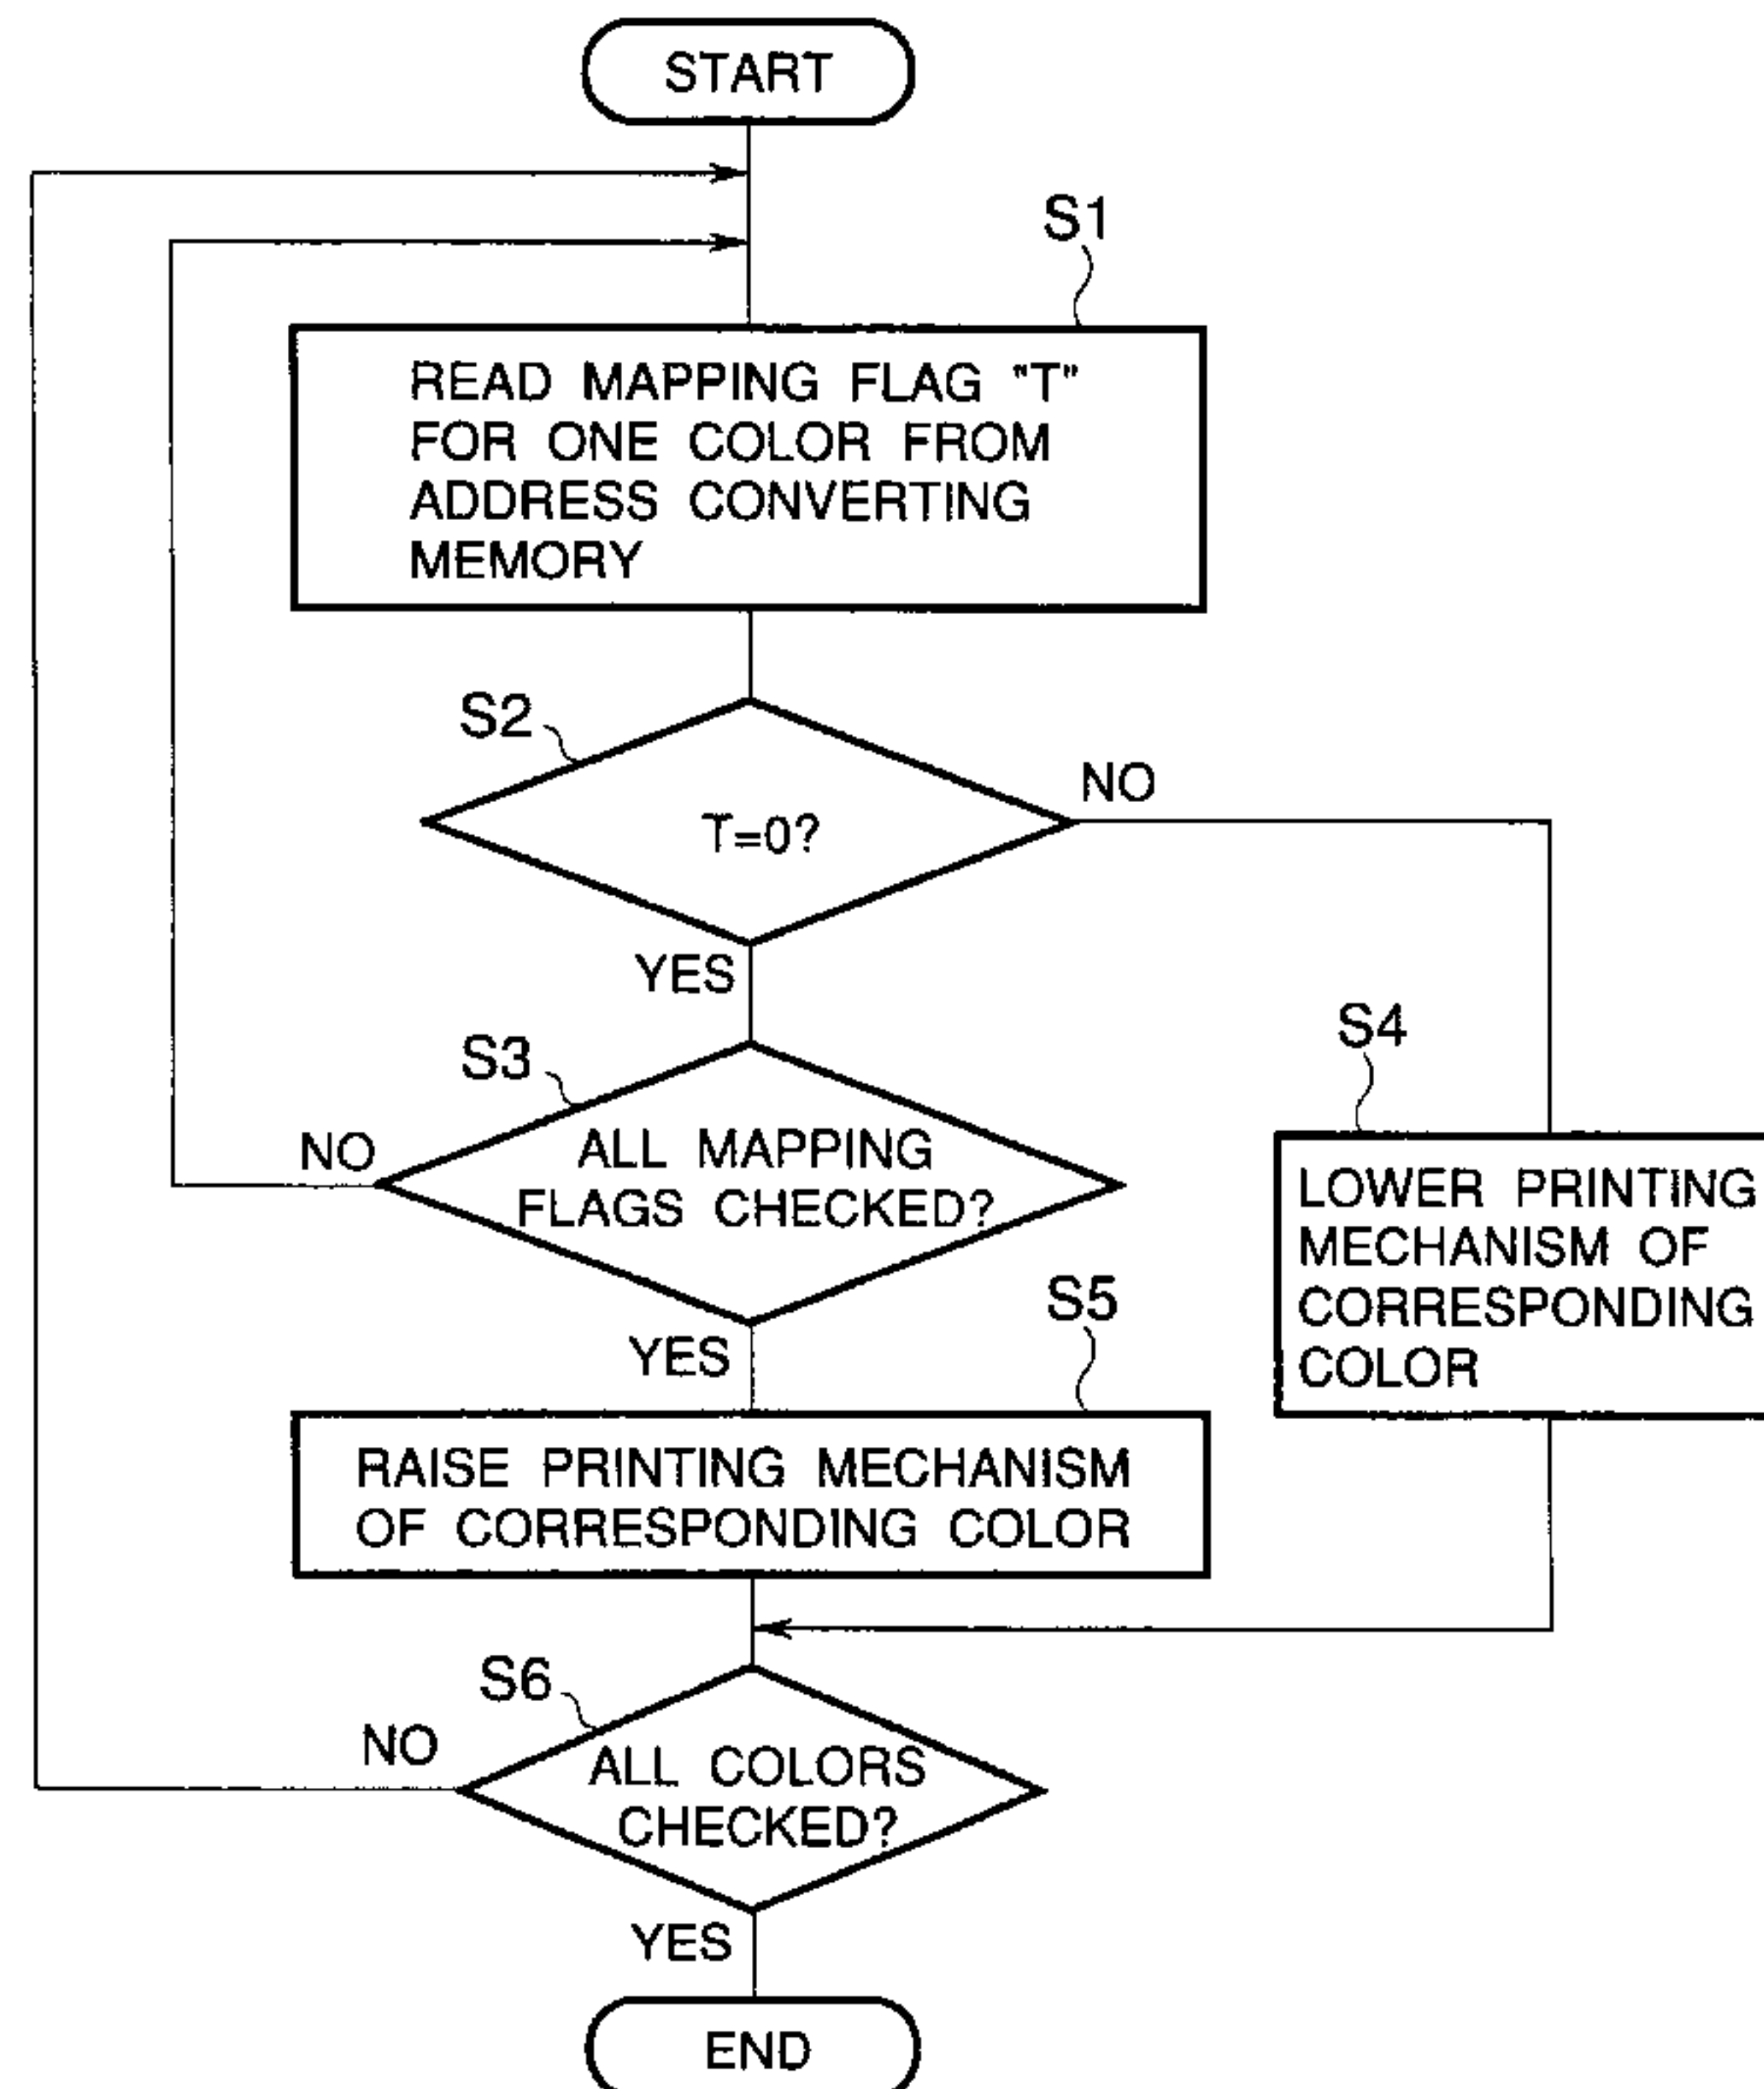 START
S1
READ MAPPING FLAG "T"
FOR ONE COLOR FROM
ADDRESS CONVERTING
MEMORY
S2
NO
T=0?
YES
S3
S4
NO
ALL MAPPING
FLAGS CHECKED?
LOWER PRINTING
MECHANISM OF
CORRESPONDING
COLOR
S5
YES
RAISE PRINTING MECHANISM
OF CORRESPONDING COLOR
S6
NO
ALL COLORS
CHECKED?
YES
END